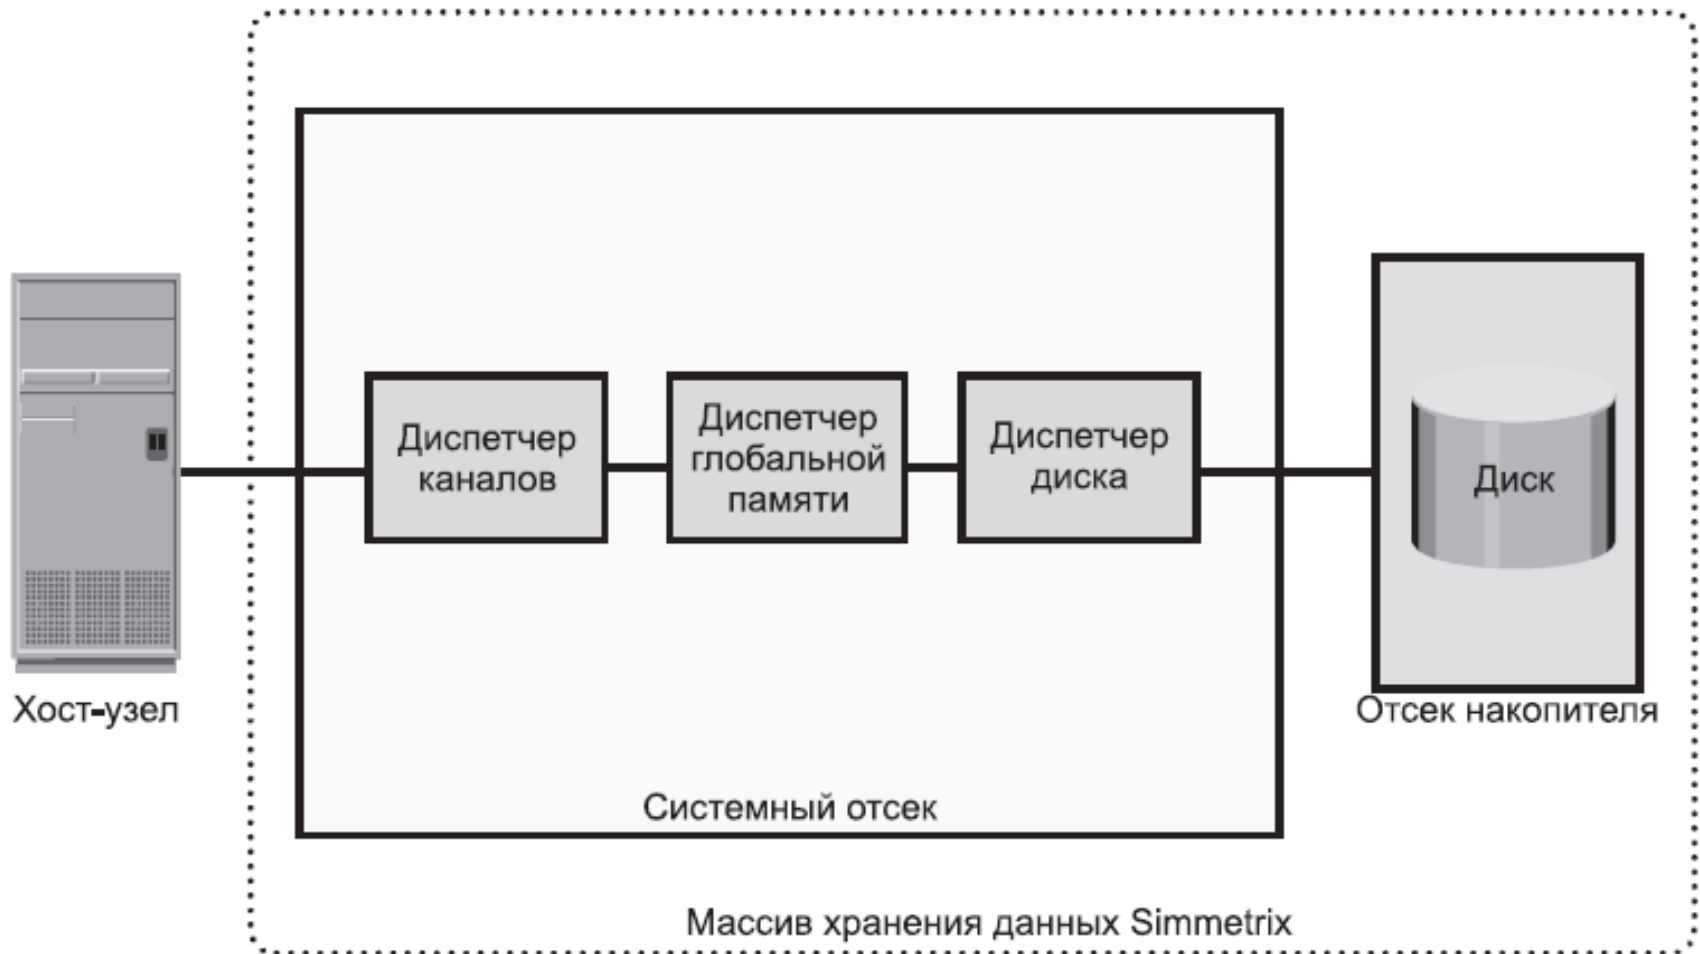 Диспетчер
каналов
Диспетчер
глобальной
памяти
Диспетчер
диска
Диск
Хост-узел
Отсек накопителя
Системный отсек
Массив хранения данных Simmetrix